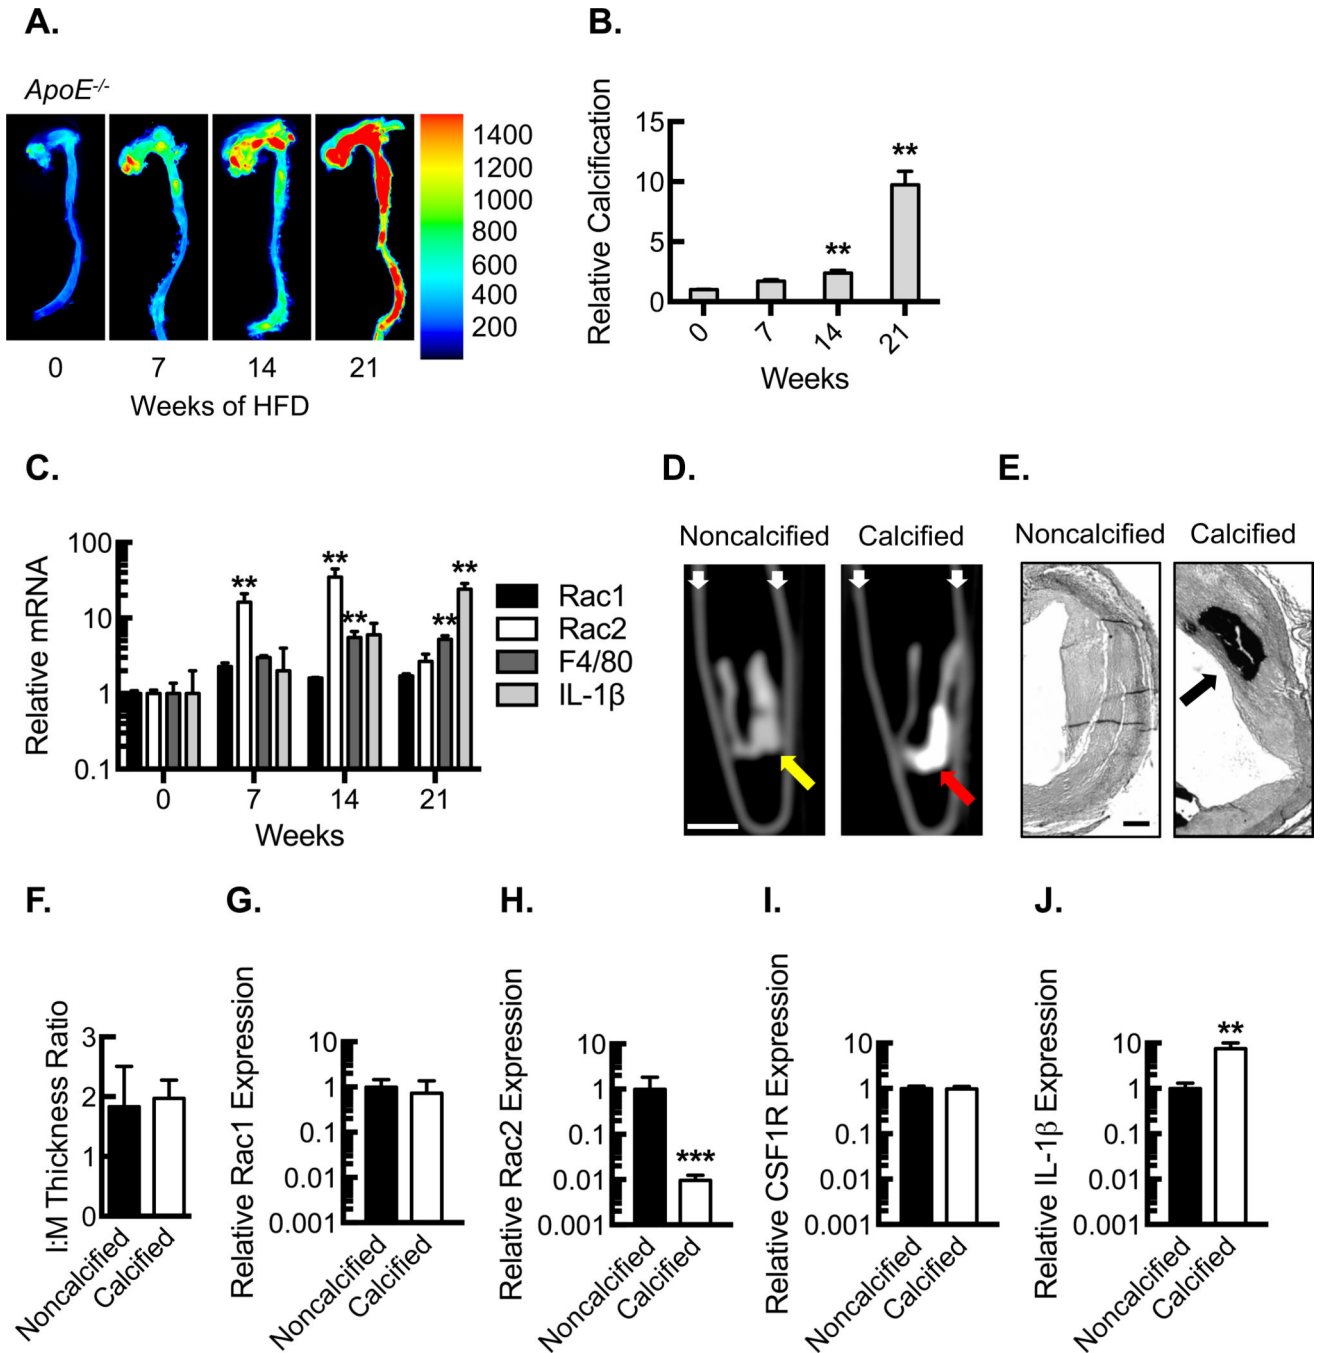 A.
ApoE-/-
1400
1200
1000
800
600
400
200
0
7
14
21
Weeks of HFD
B.
Relative Calcification
15
10
5
0
**
**
0
7
14
21
Weeks
C.
Relative mRNA
100
10
1
0.1
**
**
**
**
**
0
7
14
21
Weeks
Rac1
Rac2
F4/80
IL-1β
D.
Noncalcified
Calcified
E.
Noncalcified
Calcified
F.
I:M Thickness Ratio
3
2
1
0
Noncalcified
Calcified
G.
Relative Rac1 Expression
10
1
0.1
0.01
0.001
Noncalcified
Calcified
H.
Relative Rac2 Expression
10
1
0.1
0.01
0.001
***
Noncalcified
Calcified
I.
Relative CSF1R Expression
10
1
0.1
0.01
0.001
Noncalcified
Calcified
J.
Relative IL-1β Expression
10
1
0.1
0.01
0.001
**
Noncalcified
Calcified